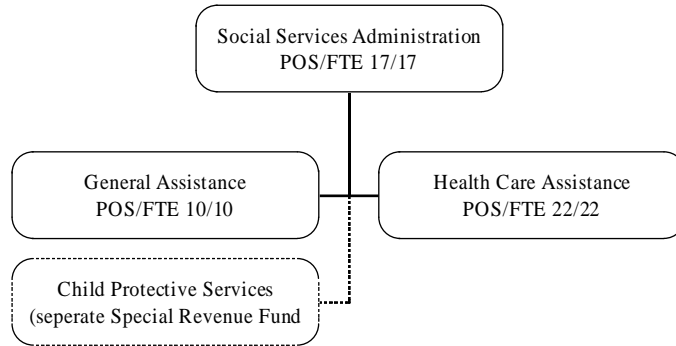 Social Services Administration
POS/FTE 17/17
General Assistance
POS/FTE 10/10
Health Care Assistance
POS/FTE 22/22
Child Protective Services
(seperate Special Revenue Fund